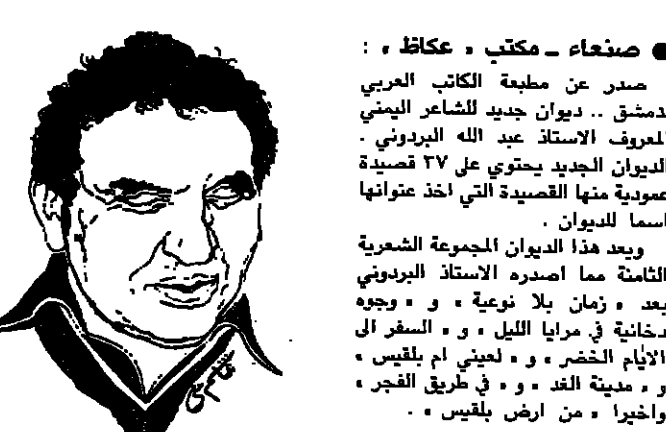 ● صنعاء ـ مكتب « عكاظ » :
صدر عن مطبعة الكاتب العربي
بدمشق .. ديوان جديد للشاعر اليمني
المعروف الاستاذ عبد الله البردوني .
الديوان الجديد يحتوي على ٢٧ قصيدة
عمودية منها القصيدة التي اخذ عنوانها
اسما للديوان .
ويعد هذا الديوان المجموعة الشعرية
الثامنة مما اصدره الاستاذ البردوني
بعد « زمان بلا نوعية » و « وجوه
دخانية في مرايا الليل » و « السفر الى
الايام الخضر » و « لعيني ام بلقيس »
و « مدينة الغد » و « في طريق الفجر »
واخيرا « من ارض بلقيس » .